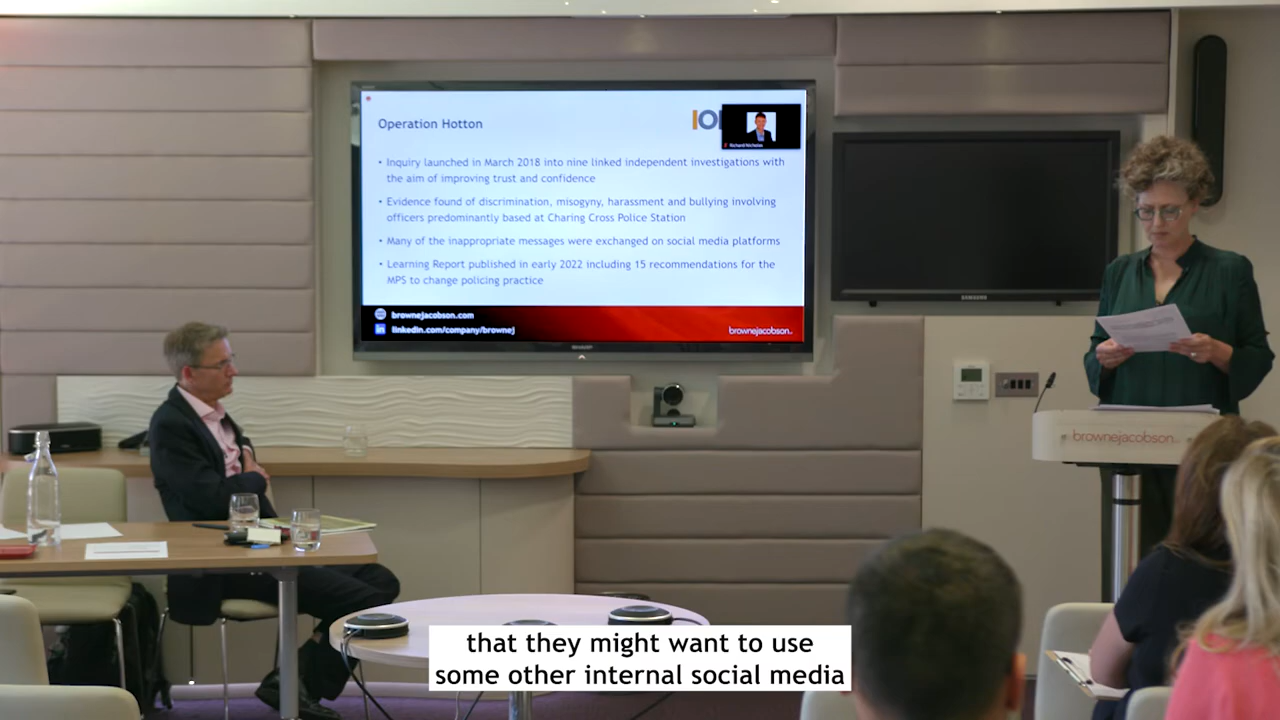 Operation Hotton
IO
Richard Nicholas
• Inquiry launched in March 2018 into nine linked independent investigations with
the aim of improving trust and confidence
• Evidence found of discrimination, misogyny, harassment and bullying involving
officers predominantly based at Charing Cross Police Station
• Many of the inappropriate messages were exchanged on social media platforms
• Learning Report published in early 2022 including 15 recommendations for the
MPS to change policing practice
brownejacobson.com
linkedin.com/company/brownej
brownejacobson
SHARP
SAMSUNG
brownejacobson
that they might want to use
some other internal social media